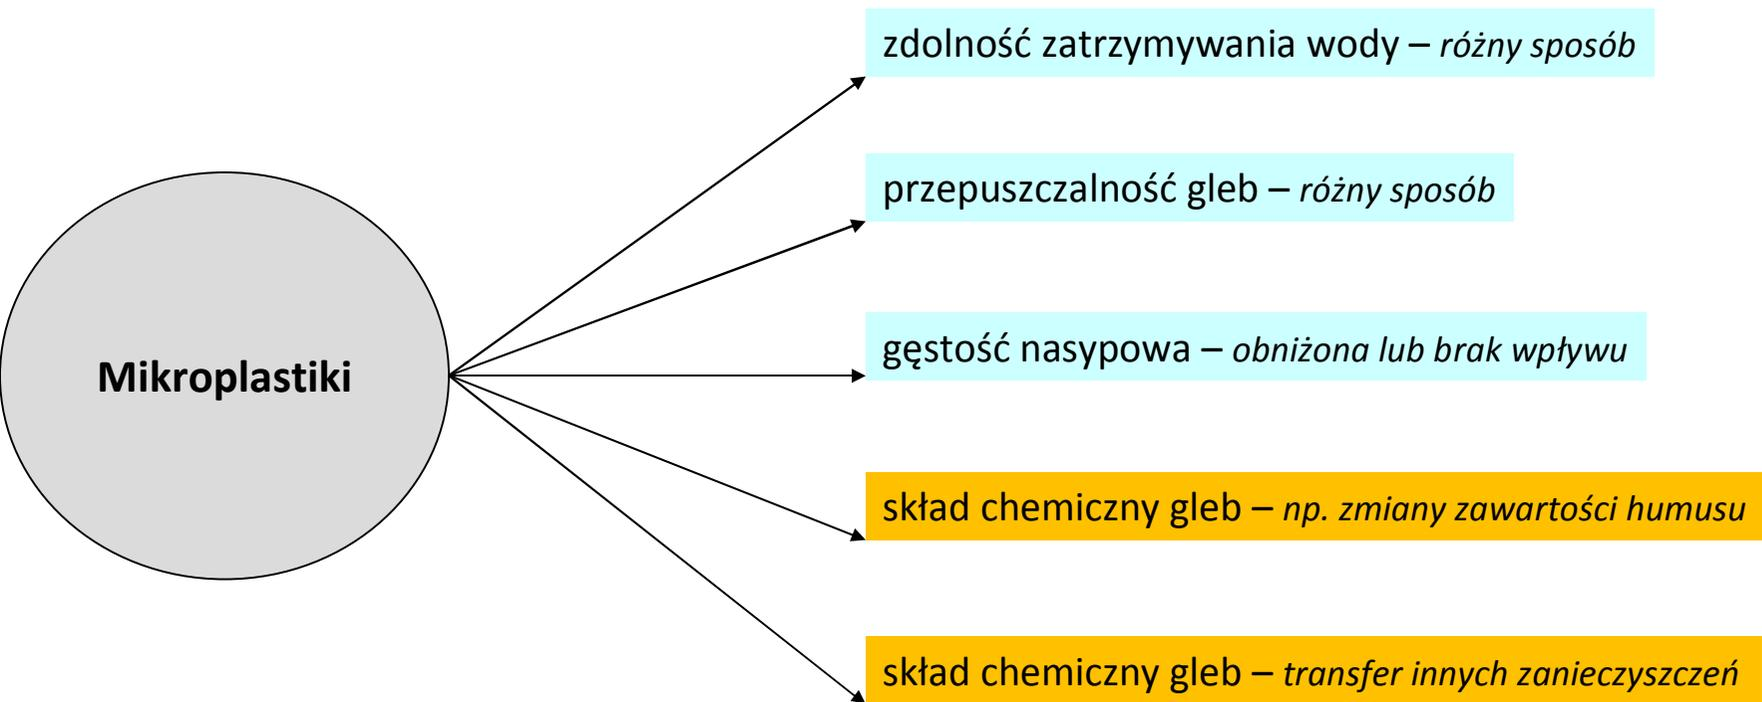 zdolność zatrzymywania wody – różny sposób
przepuszczalność gleb – różny sposób
gęstość nasypowa – obniżona lub brak wpływu
Mikroplastiki
skład chemiczny gleb – np. zmiany zawartości humusu
skład chemiczny gleb – transfer innych zanieczyszczeń